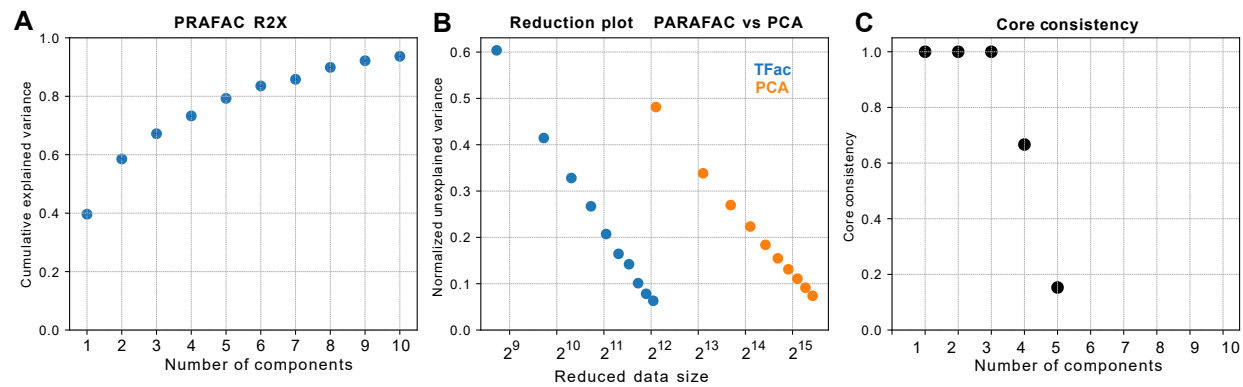 A
PRAFAC R2X
Cumulative explained variance
1.0
0.8
0.6
0.4
0.2
0.0
1 2 3 4 5 6 7 8 9 10
Number of components
B
Reduction plot PARAFAC vs PCA
Normalized unexplained variance
0.6
0.5
0.4
0.3
0.2
0.1
0.0
TFac
PCA
2^9 2^10 2^11 2^12 2^13 2^14 2^15
Reduced data size
C
Core consistency
Core consistency
1.0
0.8
0.6
0.4
0.2
0.0
1 2 3 4 5 6 7 8 9 10
Number of components